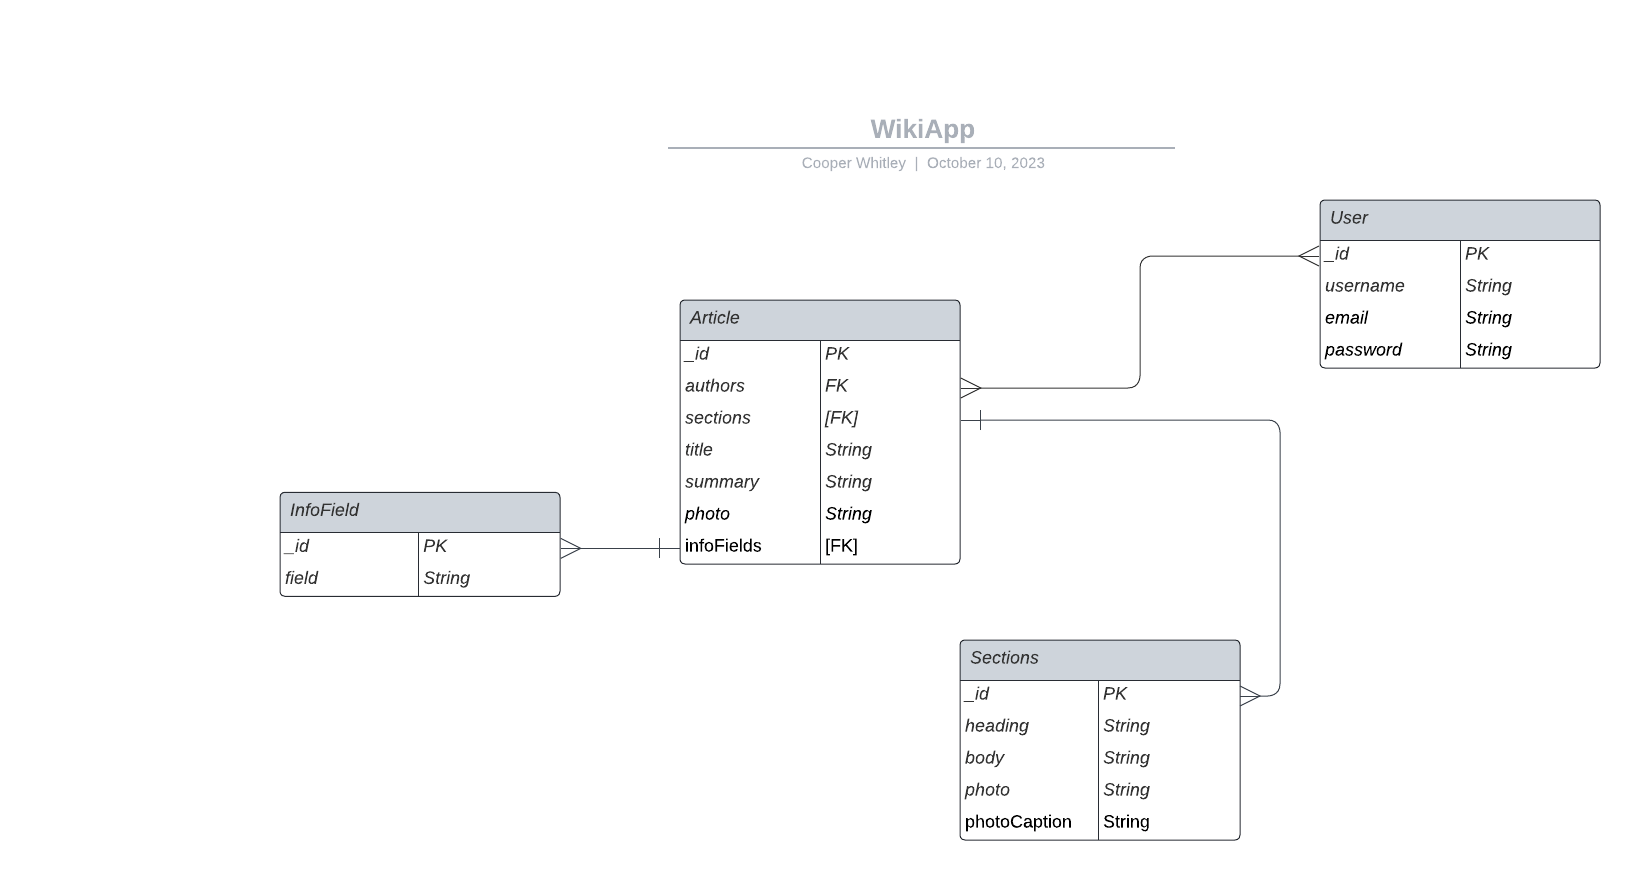 WikiApp
Cooper Whitley | October 10, 2023
User
_id PK
username String
email String
password String
Article
_id PK
authors FK
sections [FK]
title String
summary String
photo String
infoFields [FK]
InfoField
_id PK
field String
Sections
_id PK
heading String
body String
photo String
photoCaption String